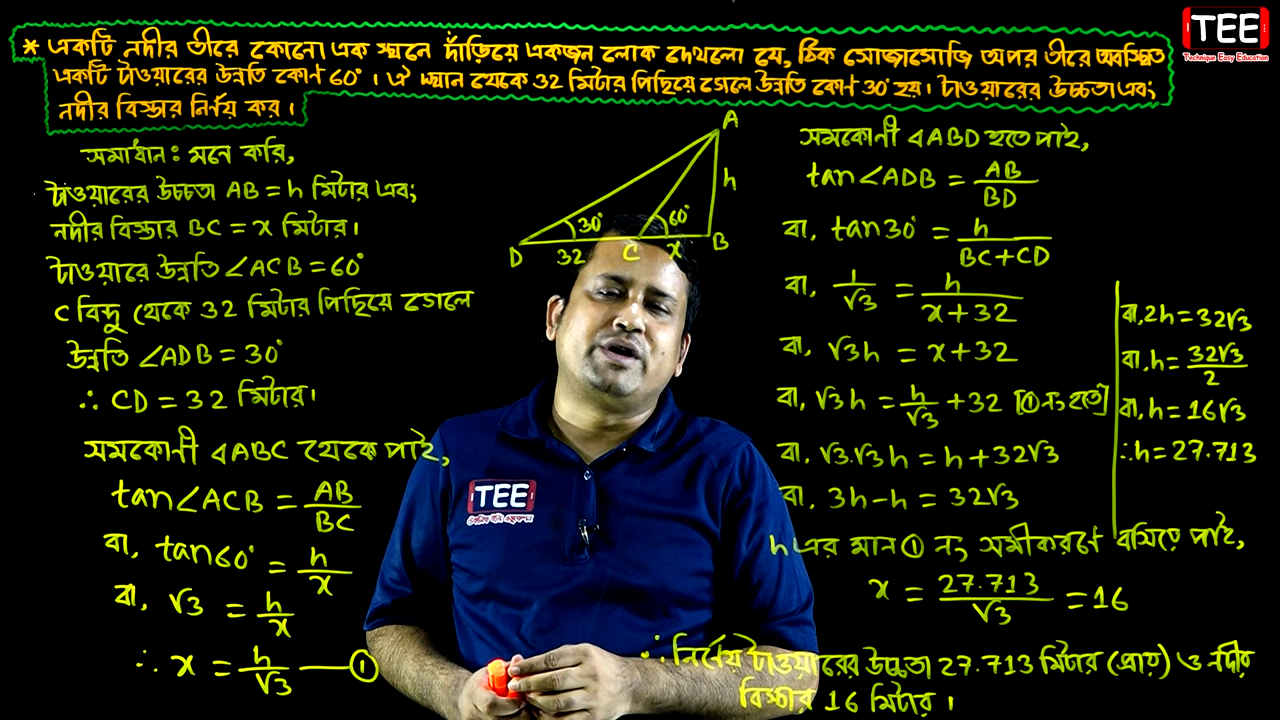 TEE
Technique Easy Education
* একটি নদীর তীরে কোনো এক স্থানে দাঁড়িয়ে একজন লোক দেখলো যে, ঠিক সোজাসোজি অপর তীরে অবস্থিত
একটি টাওয়ারের উন্নতি কোণ 60°। ঐ স্থান থেকে 32 মিটার পিছিয়ে গেলে উন্নতি কোণ 30° হয়। টাওয়ারের উচ্চতা এবং
নদীর বিস্তার নির্ণয় কর।
সমাধান: মনে করি,
টাওয়ারের উচ্চতা AB = h মিটার এবং
নদীর বিস্তার BC = x মিটার।
টাওয়ারে উন্নতি ∠ACB = 60°
C বিন্দু থেকে 32 মিটার পিছিয়ে গেলে
উন্নতি ∠ADB = 30°
∴ CD = 32 মিটার।
সমকোণী ⊿ABC থেকে পাই,
tan∠ACB = AB/BC
বা, tan60° = h/x
বা, √3 = h/x
∴ x = h/√3 —— ①
A
h
30°
60°
D
32
C
x
B
TEE
সমকোণী ⊿ABD হতে পাই,
tan∠ADB = AB/BD
বা, tan30° = h/BC+CD
বা, 1/√3 = h/x+32
বা, √3h = x+32
বা, √3h = h/√3 +32 [① নং হতে]
বা, √3.√3h = h+32√3
বা, 3h-h = 32√3
বা, 2h = 32√3
বা, h = 32√3/2
বা, h = 16√3
∴ h = 27.713
h এর মান ① নং সমীকরণে বসিয়ে পাই,
x = 27.713/√3 = 16
∴ নির্ণেয় টাওয়ারের উচ্চতা 27.713 মিটার (প্রায়) ও নদীর
বিস্তার 16 মিটার।